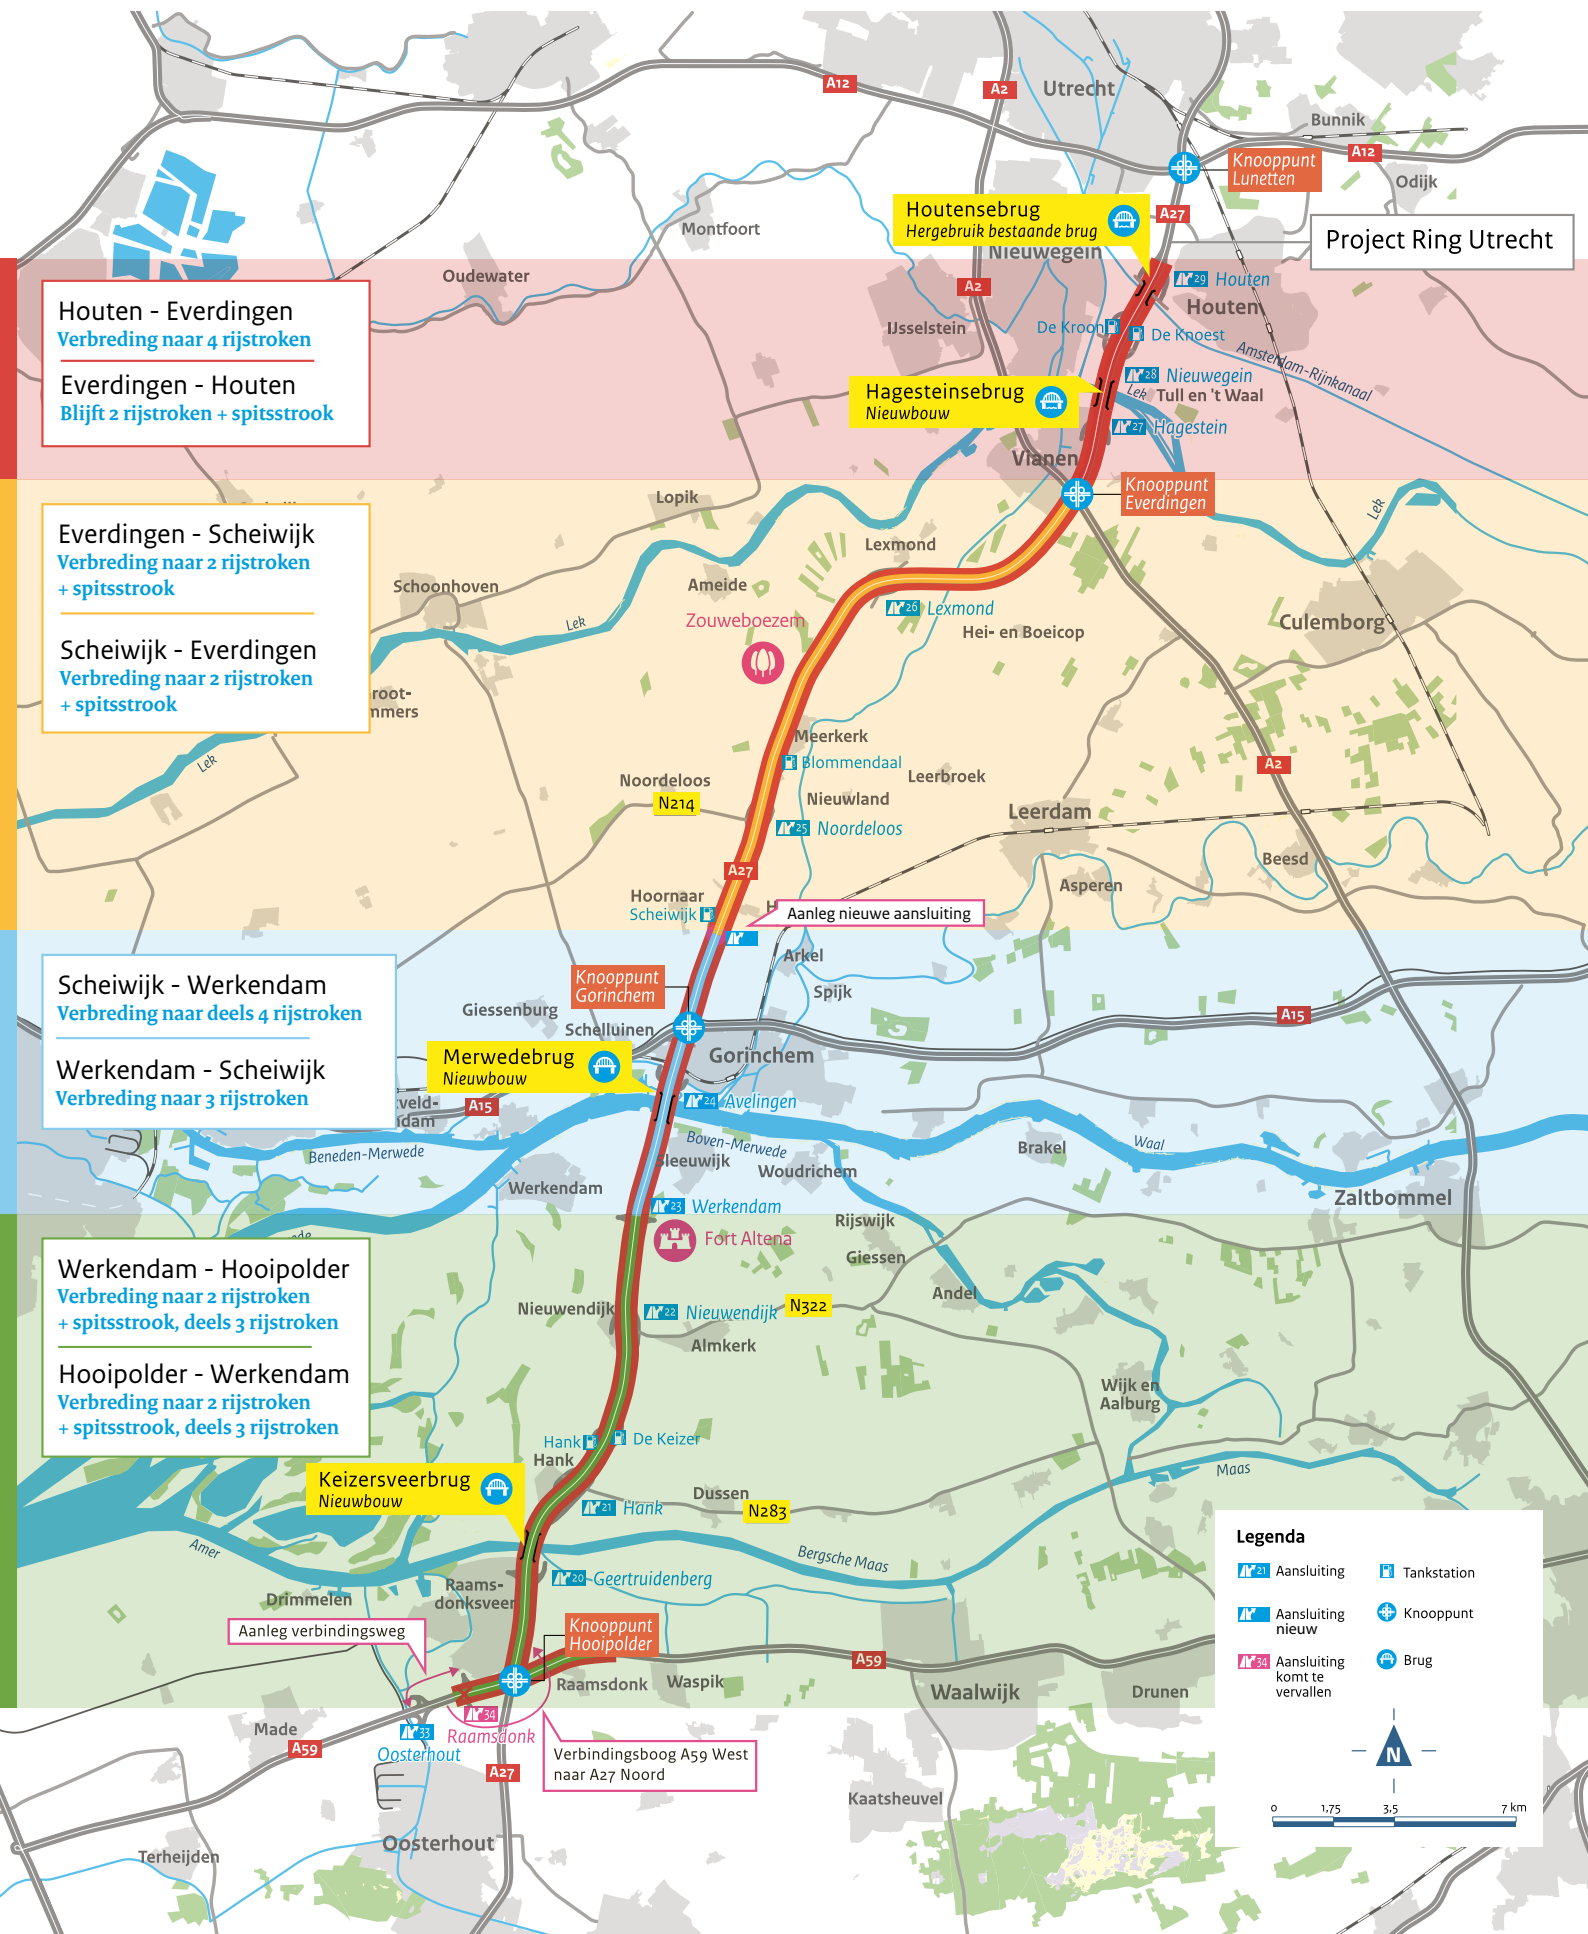 A12
A2
Utrecht
Bunnik
A12
Knooppunt
Lunetten
Odijk
Houtensebrug
Hergebruik bestaande brug
A27
Project Ring Utrecht
Montfoort
Nieuwegein
Oudewater
A2
29 Houten
Houten
Houten - Everdingen
Verbreding naar 4 rijstroken
Everdingen - Houten
Blijft 2 rijstroken + spitsstrook
IJsselstein
De Kroon
De Knoest
Amsterdam-Rijnkanaal
28 Nieuwegein
Hagesteinsebrug
Nieuwbouw
Lek
Tull en 't Waal
27 Hagestein
Vianen
Knooppunt
Everdingen
Lopik
Lek
Everdingen - Scheiwijk
Verbreding naar 2 rijstroken
+ spitsstrook
Scheiwijk - Everdingen
Verbreding naar 2 rijstroken
+ spitsstrook
Lexmond
Schoonhoven
Ameide
Zouweboezem
26 Lexmond
Lek
Hei- en Boeicop
Culemborg
root-
mmers
Lek
Meerkerk
Blommendaal
Leerbroek
A2
Noordeloos
N214
Nieuwland
Leerdam
25 Noordeloos
Beesd
A27
Asperen
Hoornaar
Scheiwijk
H
Aanleg nieuwe aansluiting
Arkel
Knooppunt
Gorinchem
Spijk
Scheiwijk - Werkendam
Verbreding naar deels 4 rijstroken
Werkendam - Scheiwijk
Verbreding naar 3 rijstroken
Giessenburg
Schelluinen
A15
Merwedebrug
Nieuwbouw
Gorinchem
24 Avelingen
A15
Beneden-Merwede
Boven-Merwede
Sleeuwijk
Woudrichem
Brakel
Waal
Werkendam
Zaltbommel
23 Werkendam
Fort Altena
Rijswijk
Giessen
Andel
Werkendam - Hooipolder
Verbreding naar 2 rijstroken
+ spitsstrook, deels 3 rijstroken
Hooipolder - Werkendam
Verbreding naar 2 rijstroken
+ spitsstrook, deels 3 rijstroken
Nieuwendijk
22 Nieuwendijk
N322
Almkerk
Wijk en
Aalburg
Hank
De Keizer
Hank
Maas
Keizersveerbrug
Nieuwbouw
Dussen
N283
21 Hank
Amer
Bergsche Maas
20 Geertruidenberg
Raams-
donksveer
Drimmelen
Aanleg verbindingsweg
Knooppunt
Hooipolder
A59
Raamsdonk
Waspik
Waalwijk
Drunen
34
Raamsdonk
33
Oosterhout
Made
A59
A27
Verbindingsboog A59 West
naar A27 Noord
Kaatsheuvel
Oosterhout
Terheijden
Legenda
21 Aansluiting
Tankstation
Aansluiting
nieuw
Knooppunt
34 Aansluiting
komt te
vervallen
Brug
N
0 1,75 3,5 7 km